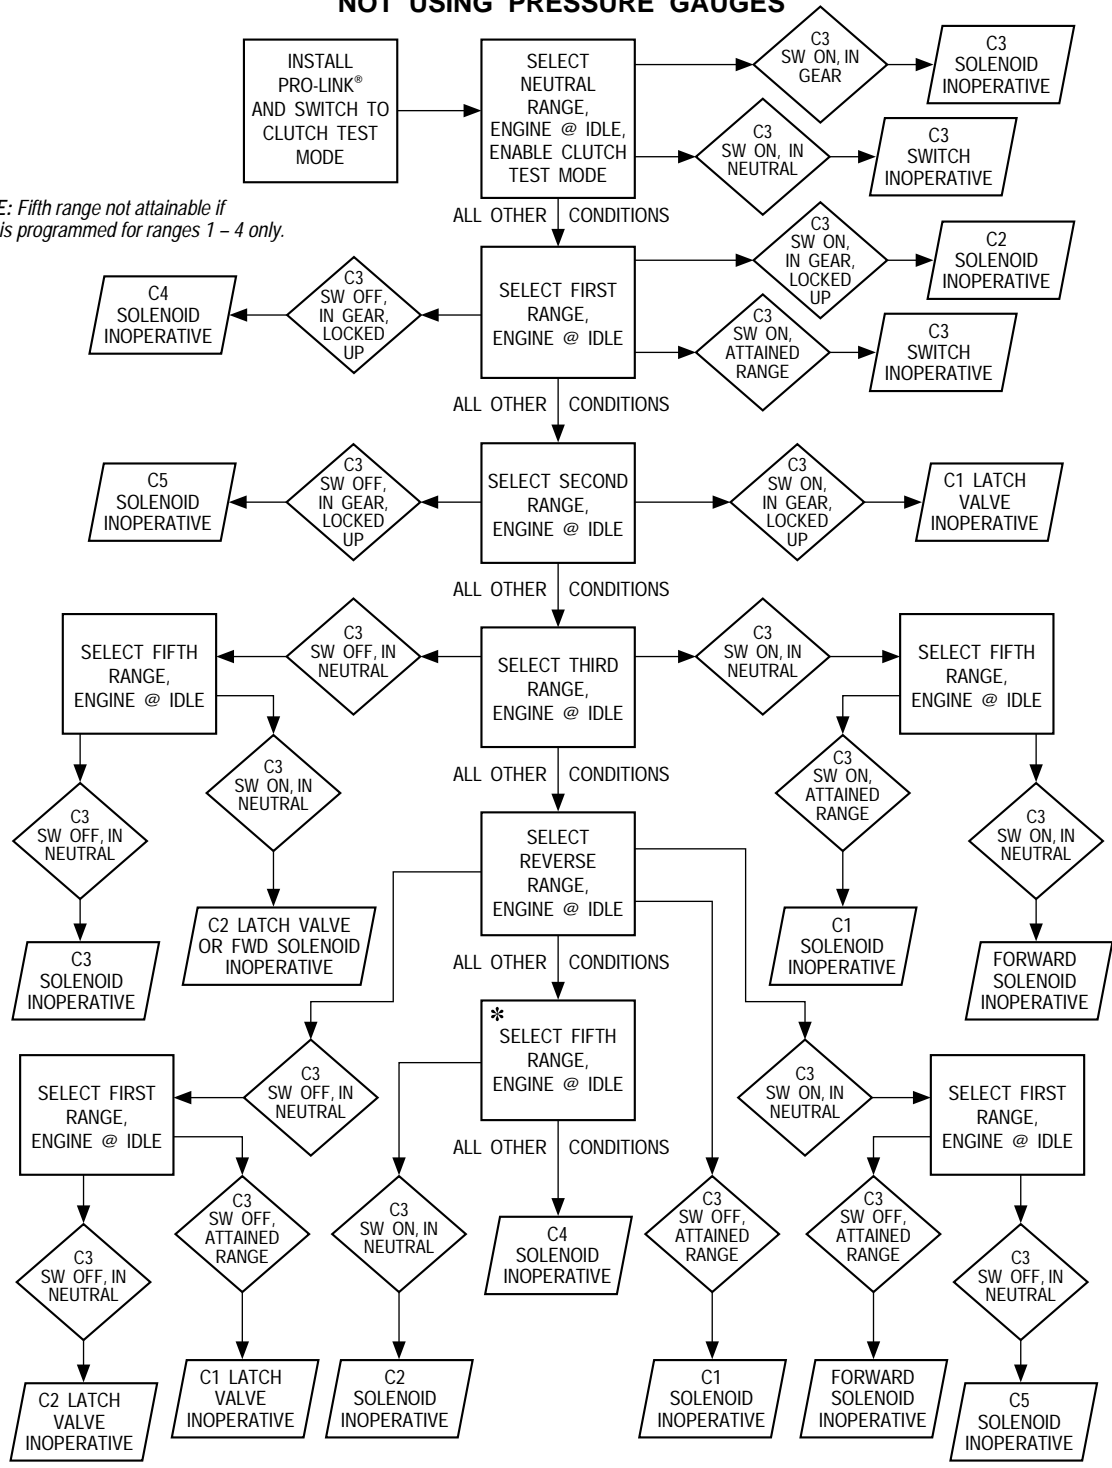 NOT USING PRESSURE GAUGES
INSTALL
PRO-LINK®
AND SWITCH TO
CLUTCH TEST
MODE
SELECT
NEUTRAL
RANGE,
ENGINE @ IDLE,
ENABLE CLUTCH
TEST MODE
C3
SW ON, IN
GEAR
C3
SOLENOID
INOPERATIVE
C3
SW ON, IN
NEUTRAL
C3
SWITCH
INOPERATIVE
E: Fifth range not attainable if
is programmed for ranges 1 – 4 only.
ALL OTHER CONDITIONS
C4
SOLENOID
INOPERATIVE
C3
SW OFF,
IN GEAR,
LOCKED
UP
SELECT FIRST
RANGE,
ENGINE @ IDLE
C3
SW ON,
IN GEAR,
LOCKED
UP
C2
SOLENOID
INOPERATIVE
C3
SW ON,
ATTAINED
RANGE
C3
SWITCH
INOPERATIVE
ALL OTHER CONDITIONS
C5
SOLENOID
INOPERATIVE
C3
SW OFF,
IN GEAR,
LOCKED
UP
SELECT SECOND
RANGE,
ENGINE @ IDLE
C3
SW ON,
IN GEAR,
LOCKED
UP
C1 LATCH
VALVE
INOPERATIVE
ALL OTHER CONDITIONS
SELECT FIFTH
RANGE,
ENGINE @ IDLE
C3
SW OFF, IN
NEUTRAL
SELECT THIRD
RANGE,
ENGINE @ IDLE
C3
SW ON, IN
NEUTRAL
SELECT FIFTH
RANGE,
ENGINE @ IDLE
C3
SW OFF, IN
NEUTRAL
C3
SW ON, IN
NEUTRAL
ALL OTHER CONDITIONS
C3
SW ON,
ATTAINED
RANGE
C3
SW ON, IN
NEUTRAL
C3
SOLENOID
INOPERATIVE
C2 LATCH VALVE
OR FWD SOLENOID
INOPERATIVE
SELECT
REVERSE
RANGE,
ENGINE @ IDLE
C1
SOLENOID
INOPERATIVE
FORWARD
SOLENOID
INOPERATIVE
ALL OTHER CONDITIONS
SELECT FIRST
RANGE,
ENGINE @ IDLE
C3
SW OFF, IN
NEUTRAL
*
SELECT FIFTH
RANGE,
ENGINE @ IDLE
C3
SW ON, IN
NEUTRAL
SELECT FIRST
RANGE,
ENGINE @ IDLE
ALL OTHER CONDITIONS
C3
SW OFF, IN
NEUTRAL
C3
SW OFF,
ATTAINED
RANGE
C3
SW ON, IN
NEUTRAL
C4
SOLENOID
INOPERATIVE
C3
SW OFF,
ATTAINED
RANGE
C3
SW OFF,
ATTAINED
RANGE
C3
SW OFF, IN
NEUTRAL
C2 LATCH
VALVE
INOPERATIVE
C1 LATCH
VALVE
INOPERATIVE
C2
SOLENOID
INOPERATIVE
C1
SOLENOID
INOPERATIVE
FORWARD
SOLENOID
INOPERATIVE
C5
SOLENOID
INOPERATIVE